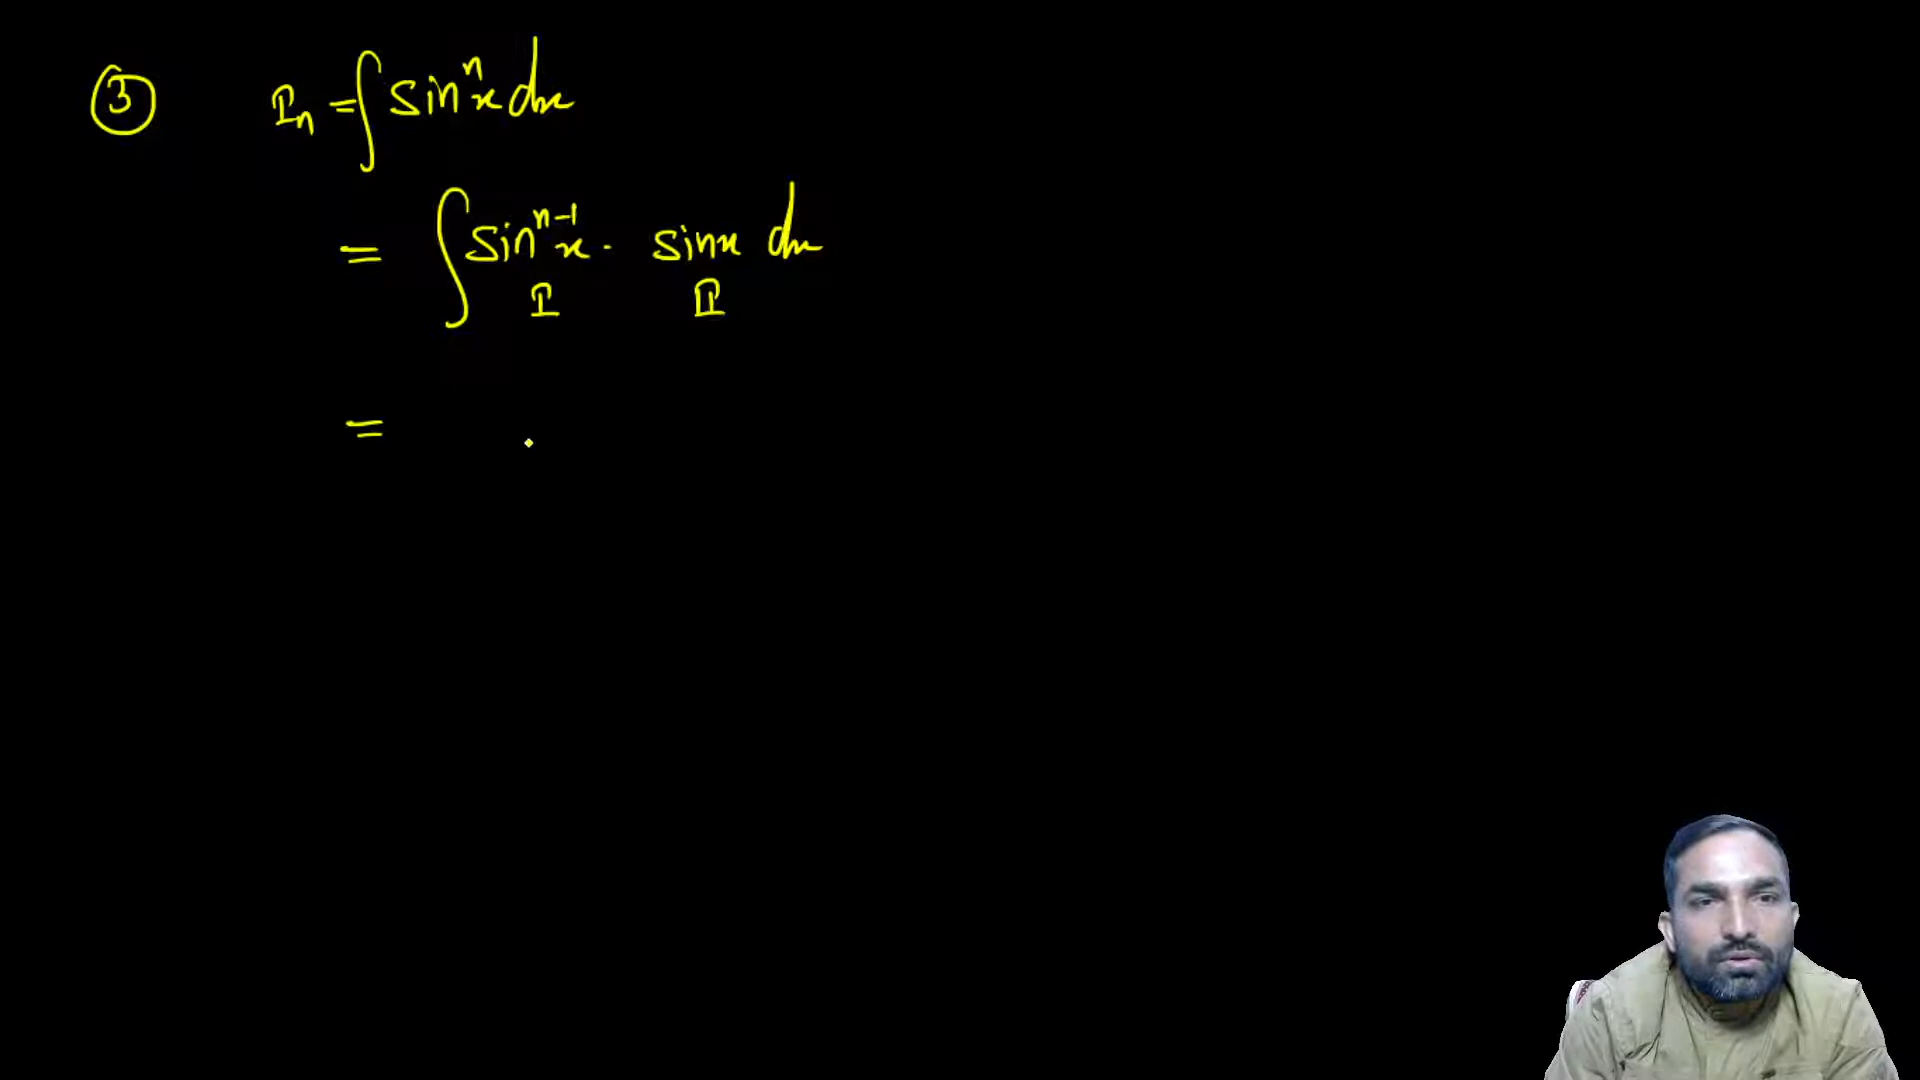 ③ Iₙ = ∫ sinⁿx dx
= ∫ sinⁿ⁻¹x · sinx dx
I II
=